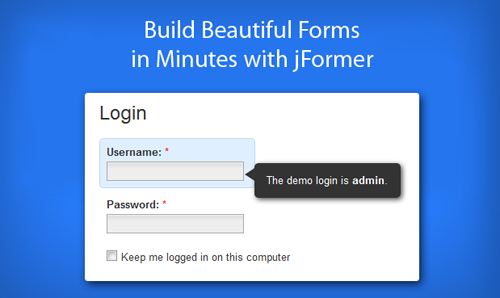 Build Beautiful Forms
in Minutes with jFormer
Login
Username: *
The demo login is admin.
Password: *
Keep me logged in on this computer